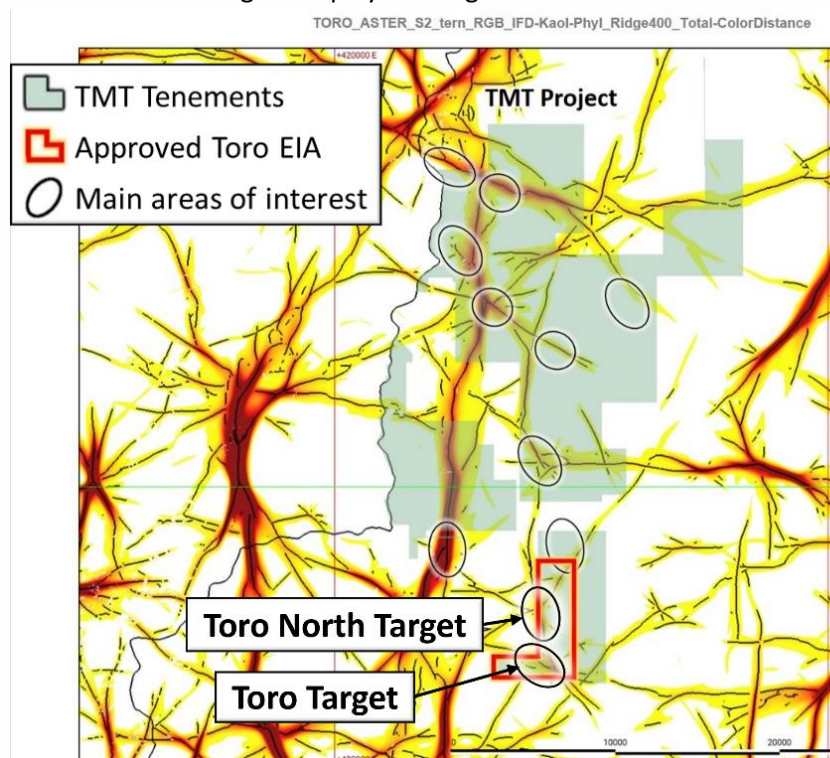 TORO_ASTER_S2_tern_RGB_IFD-Kaol-Phyl_Ridge400_Total-ColorDistance
+420000 E
TMT Tenements
TMT Project
Approved Toro EIA
Main areas of interest
Toro North Target
Toro Target
0 10000 20000